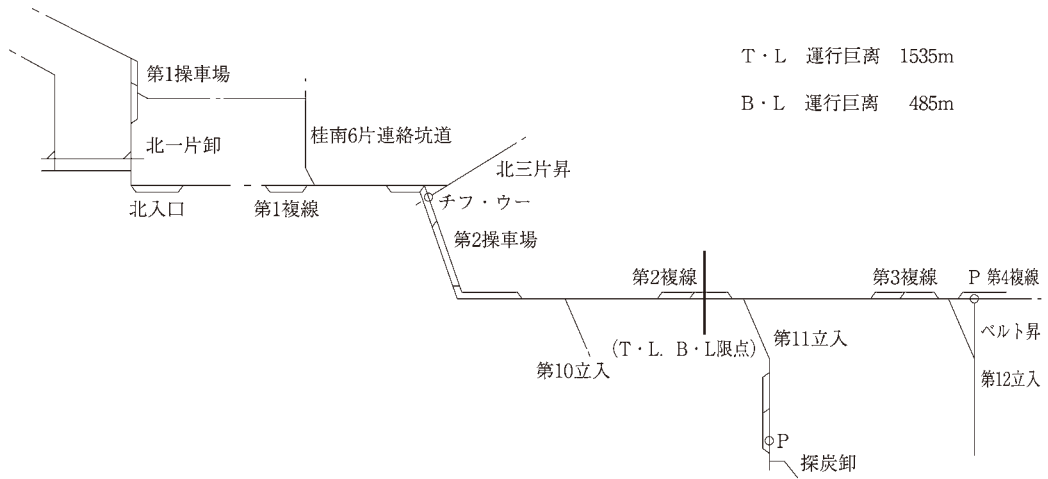 T・L 運行巨离 1535m
B・L 運行巨离 485m
第1操車場
北一片卸
桂南6片連絡坑道
北三片昇
チフ・ウー
北入口
第1複線
第2操車場
第2複線
第3複線
P 第4複線
ベルト昇
第11立入
(T・L. B・L限点)
第10立入
第12立入
P
探炭卸